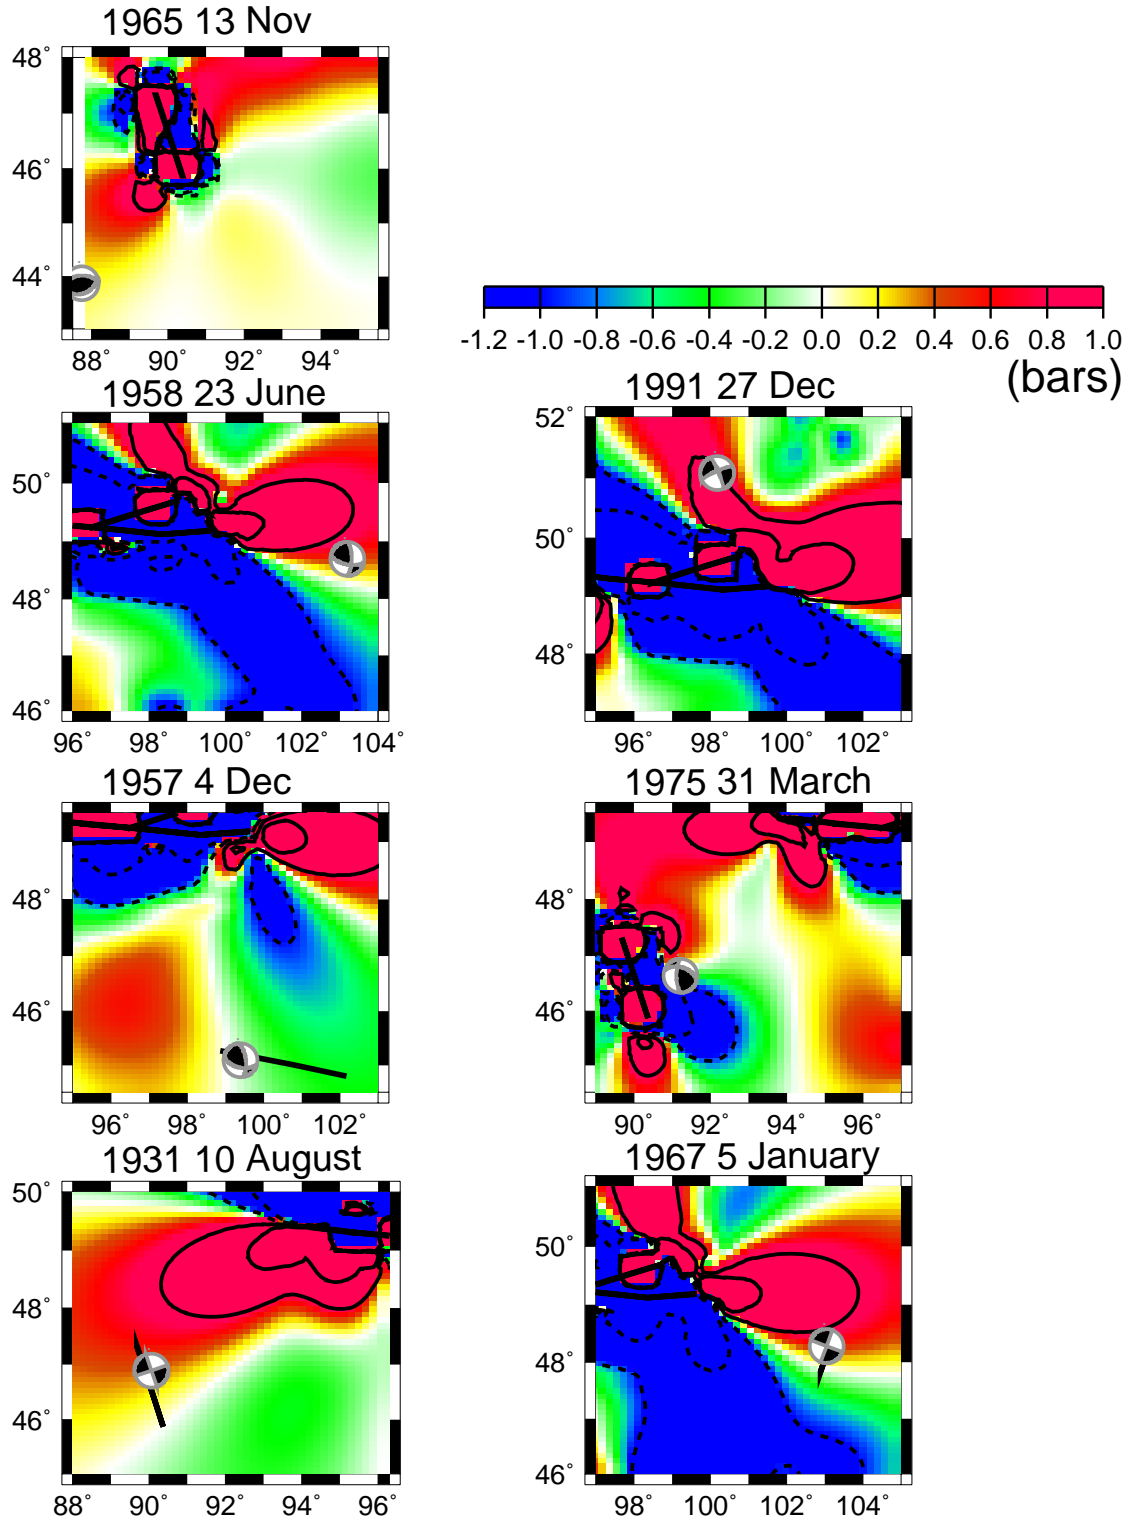 1965 13 Nov
48°
46°
44°
88° 90° 92° 94°
-1.2 -1.0 -0.8 -0.6 -0.4 -0.2 0.0 0.2 0.4 0.6 0.8 1.0
(bars)
1958 23 June
50°
48°
46°
96° 98° 100° 102° 104°
1991 27 Dec
52°
50°
48°
96° 98° 100° 102°
1957 4 Dec
48°
46°
96° 98° 100° 102°
1975 31 March
48°
46°
90° 92° 94° 96°
1931 10 August
50°
48°
46°
88° 90° 92° 94° 96°
1967 5 January
50°
48°
46°
98° 100° 102° 104°